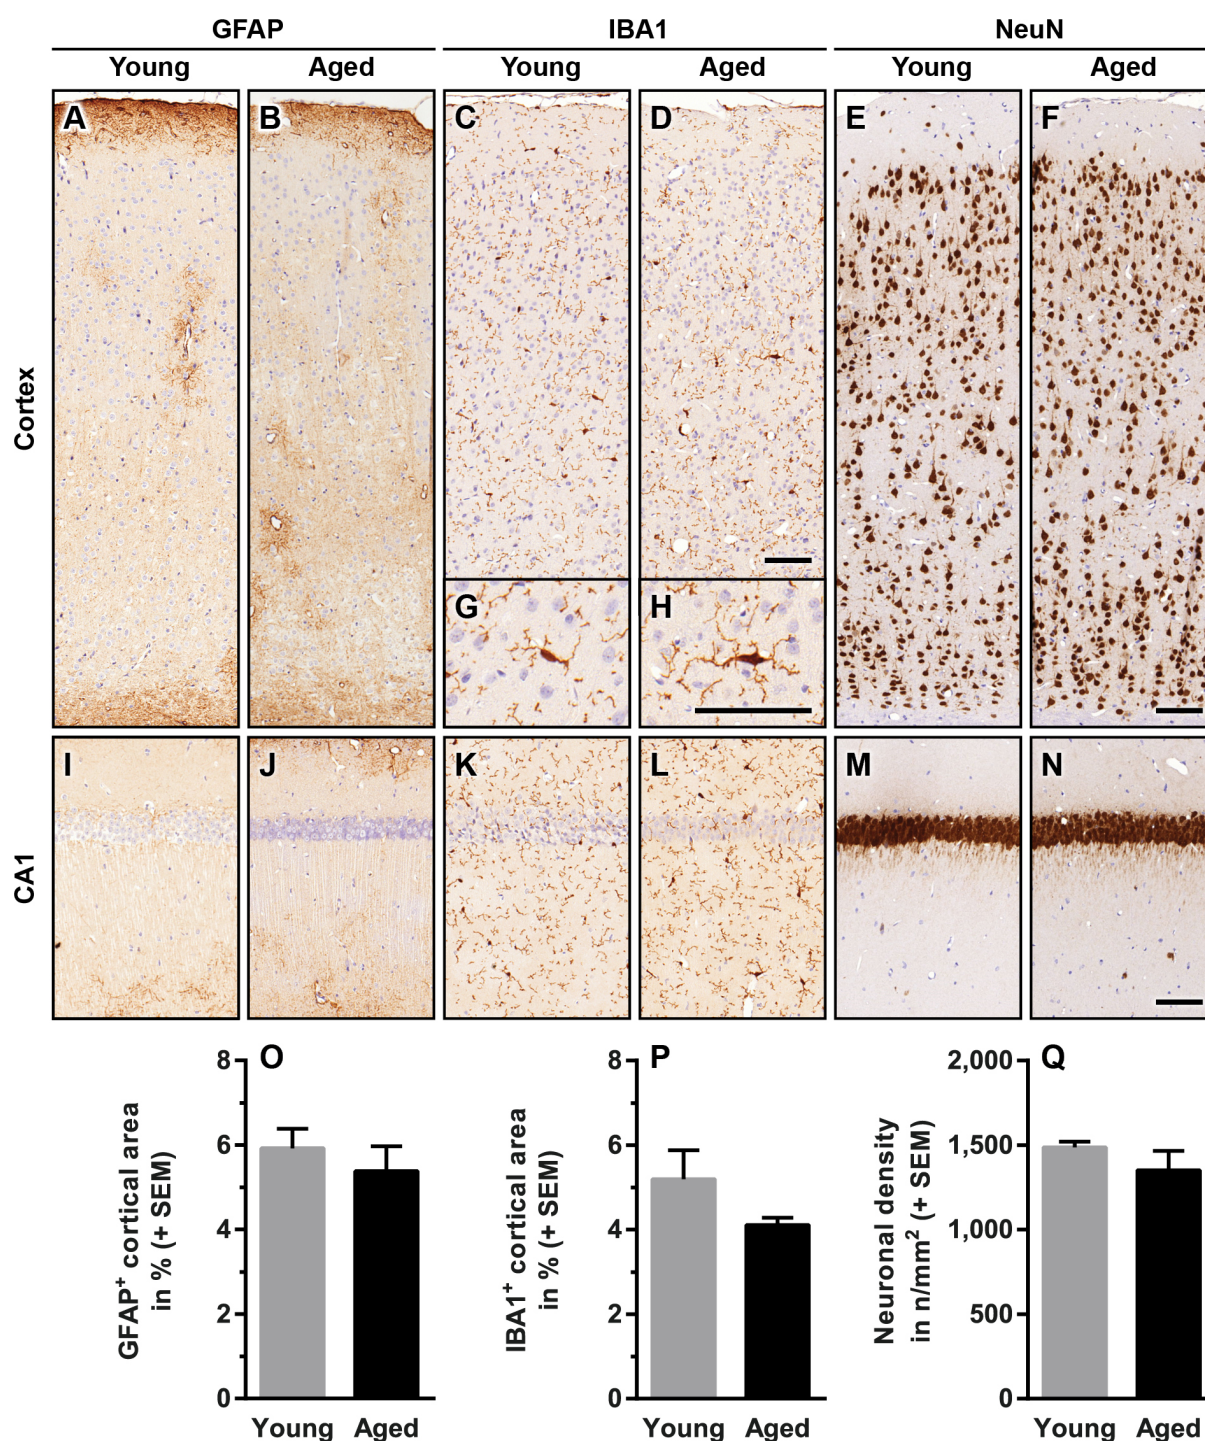 GFAP IBA1 NeuN
Young Aged Young Aged Young Aged
Cortex
A B C D E F
G H
CA1
I J K L M N
O
GFAP⁺ cortical area
in % (+ SEM)
8
6
4
2
0
Young Aged
P
IBA1⁺ cortical area
in % (+ SEM)
8
6
4
2
0
Young Aged
Q
Neuronal density
in n/mm² (+ SEM)
2,000
1,500
1,000
500
0
Young Aged